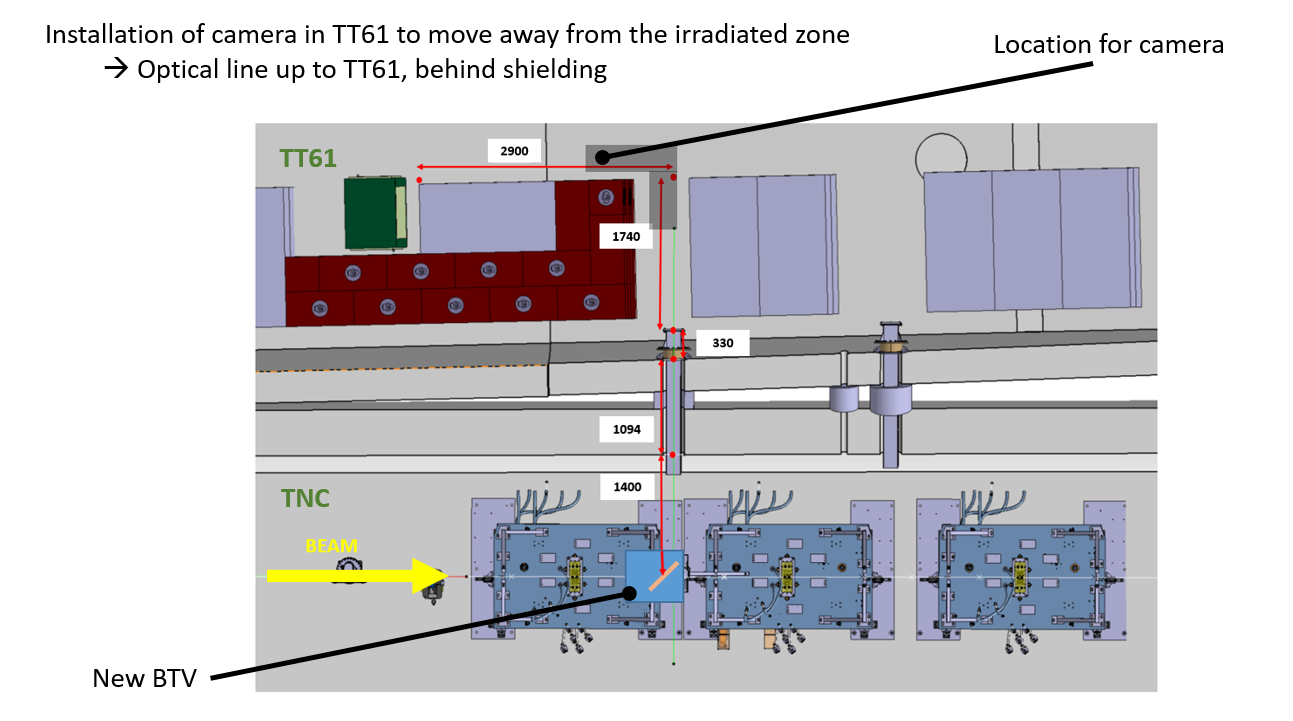 Installation of camera in TT61 to move away from the irradiated zone
→ Optical line up to TT61, behind shielding
Location for camera
TT61
2900
1740
330
1094
1400
TNC
BEAM
New BTV